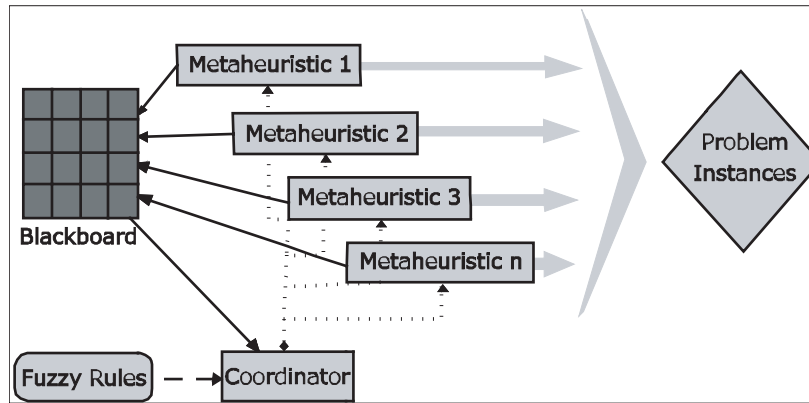 Metaheuristic 1
Metaheuristic 2
Metaheuristic 3
Metaheuristic n
Blackboard
Problem
Instances
Fuzzy Rules
Coordinator